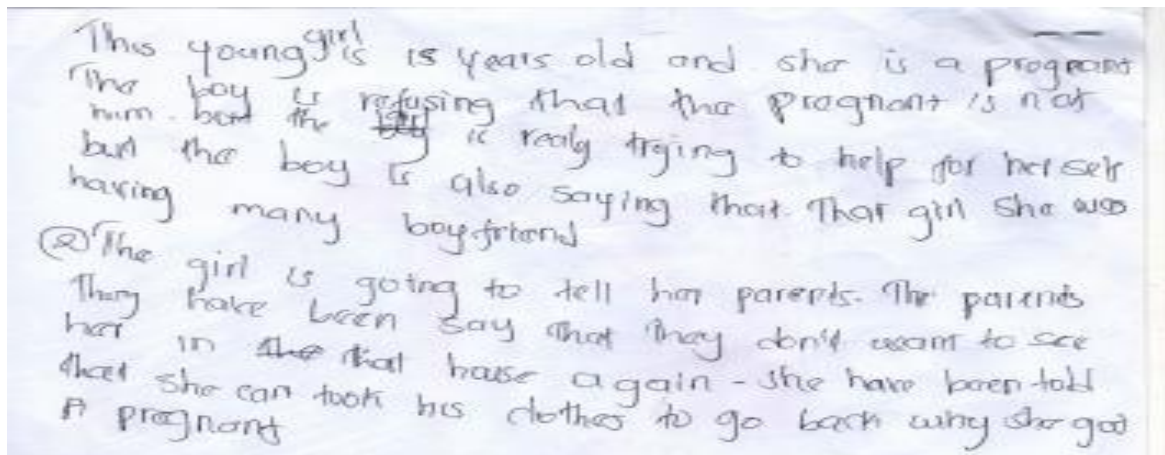 This young girl is 18 years old and she is a pregnant
The boy is refusing that the pregnant is not
him. but the girl is realy trying to help for herself
but the boy is also saying that. That girl she was
having many boyfriend
② The girl is going to tell her parents. The parents
They have been say that they don't want to see
her in that house again - she have been told
that she can took his clothes to go back why she got
A pregnant